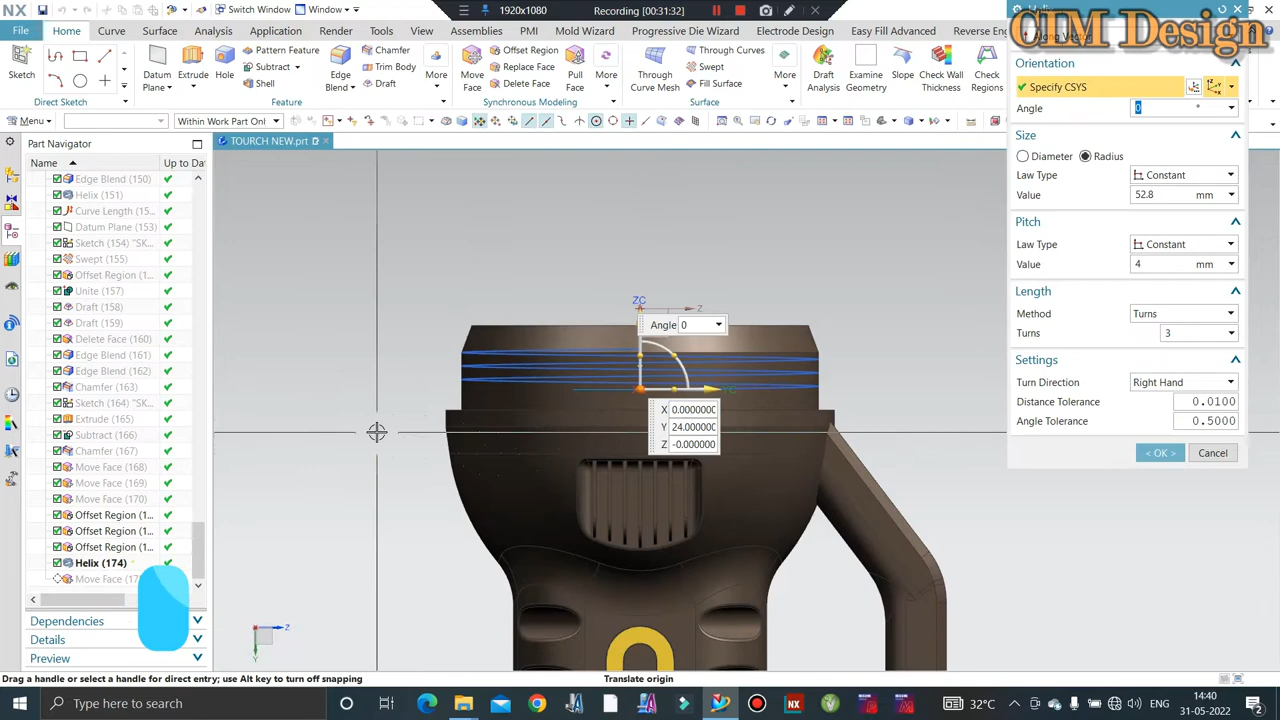 NX
Switch Window
Window
1920x1080
Recording [00:31:32]
Helix
CIM Design
File
Home
Curve
Surface
Analysis
Render
Tools
View
Assemblies
PMI
Mold Wizard
Progressive Die Wizard
Electrode Design
Easy Fill Advanced
Reverse Eng
Along Vector
Sketch
Direct Sketch
Datum Plane
Extrude
Hole
Pattern Feature
Subtract
Shell
Feature
Edge Blend
Chamfer
Trim Body
Draft
More
Move Face
Offset Region
Replace Face
Delete Face
Pull Face
More
Synchronous Modeling
Through Curve Mesh
Through Curves
Swept
Fill Surface
More
Surface
Draft Analysis
Examine Geometry
Slope
Check Wall Thickness
Check Regions
Menu
Within Work Part Only
Part Navigator
TOURCH NEW.prt
Name
Up to Da
Edge Blend (150)
Helix (151)
Curve Length (15...
Datum Plane (153)
Sketch (154) "SK...
Swept (155)
Offset Region (1...
Unite (157)
Draft (158)
Draft (159)
Delete Face (160)
Edge Blend (161)
Edge Blend (162)
Chamfer (163)
Sketch (164) "SK...
Extrude (165)
Subtract (166)
Chamfer (167)
Move Face (168)
Move Face (169)
Move Face (170)
Offset Region (1...
Offset Region (1...
Offset Region (1...
Helix (174)
Move Face (17
Dependencies
Details
Preview
ZC
Z
Angle 0
YC
X 0.0000000
Y 24.000000
Z -0.000000
Z
Y
Orientation
Specify CSYS
Angle 0 °
Size
Diameter
Radius
Law Type Constant
Value 52.8 mm
Pitch
Law Type Constant
Value 4 mm
Length
Method Turns
Turns 3
Settings
Turn Direction Right Hand
Distance Tolerance 0.0100
Angle Tolerance 0.5000
< OK >
Cancel
Drag a handle or select a handle for direct entry; use Alt key to turn off snapping
Translate origin
Type here to search
32°C
14:40
31-05-2022